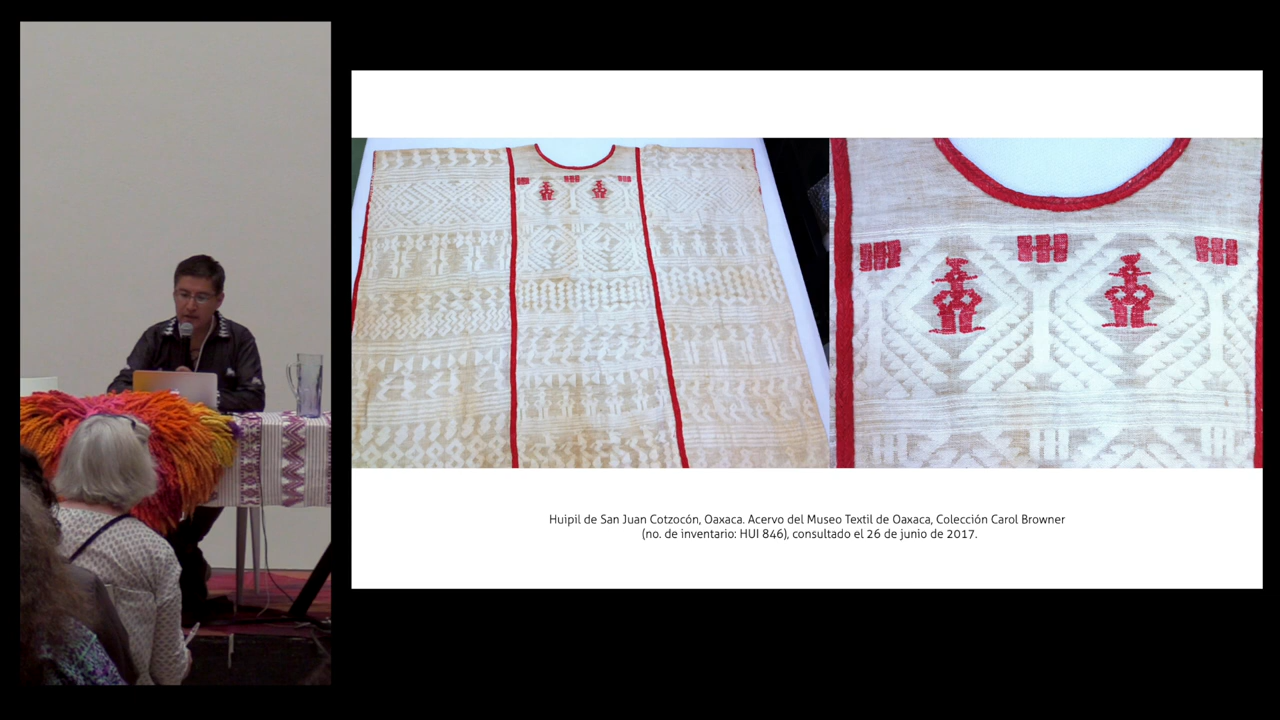 Huipil de San Juan Cotzocón, Oaxaca. Acervo del Museo Textil de Oaxaca, Colección Carol Browner
(no. de inventario: HUI 846), consultado el 26 de junio de 2017.